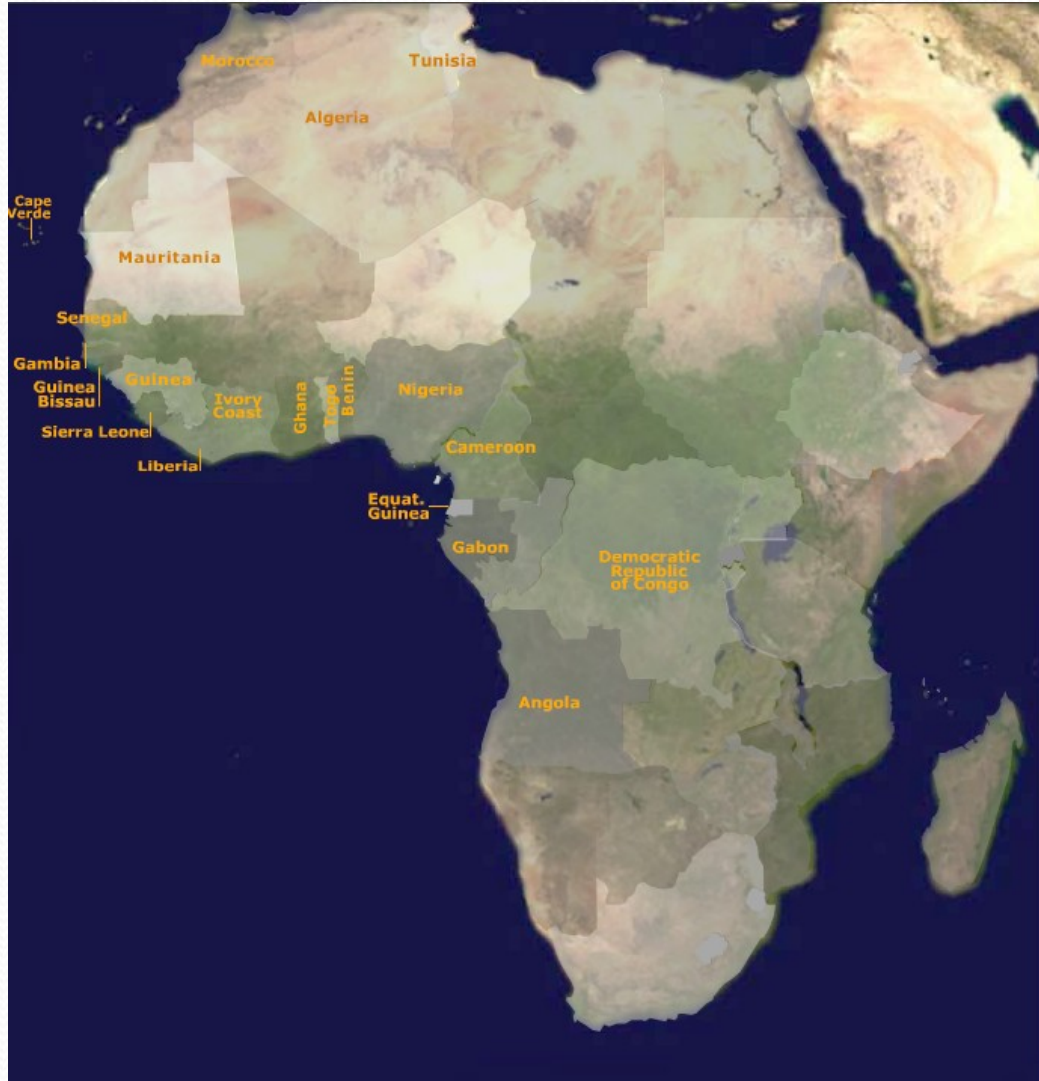 Morocco
Tunisia
Algeria
Cape
Verde
Mauritania
Senegal
Gambia
Guinea
Bissau
Guinea
Ivory
Coast
Ghana
Togo
Benin
Nigeria
Sierra Leone
Liberia
Cameroon
Equat.
Guinea
Gabon
Democratic
Republic
of Congo
Angola